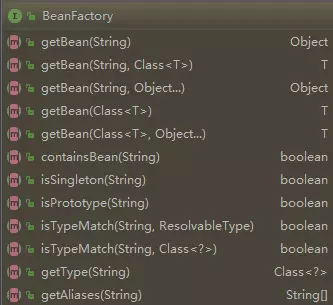 BeanFactory
getBean(String) Object
getBean(String, Class<T>) T
getBean(String, Object...) Object
getBean(Class<T>) T
getBean(Class<T>, Object...) T
containsBean(String) boolean
isSingleton(String) boolean
isPrototype(String) boolean
isTypeMatch(String, ResolvableType) boolean
isTypeMatch(String, Class<?>) boolean
getType(String) Class<?>
getAliases(String) String[]